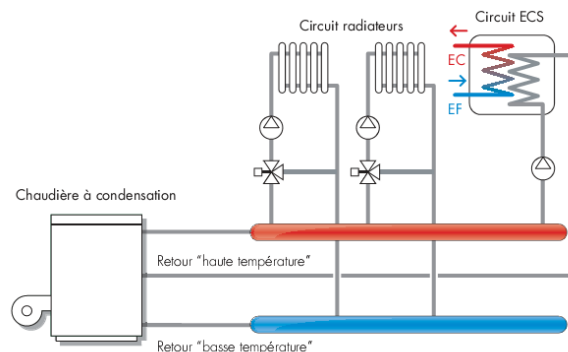 Circuit ECS
Circuit radiateurs
EC
EF
Chaudière à condensation
Retour “haute température”
Retour “basse température”